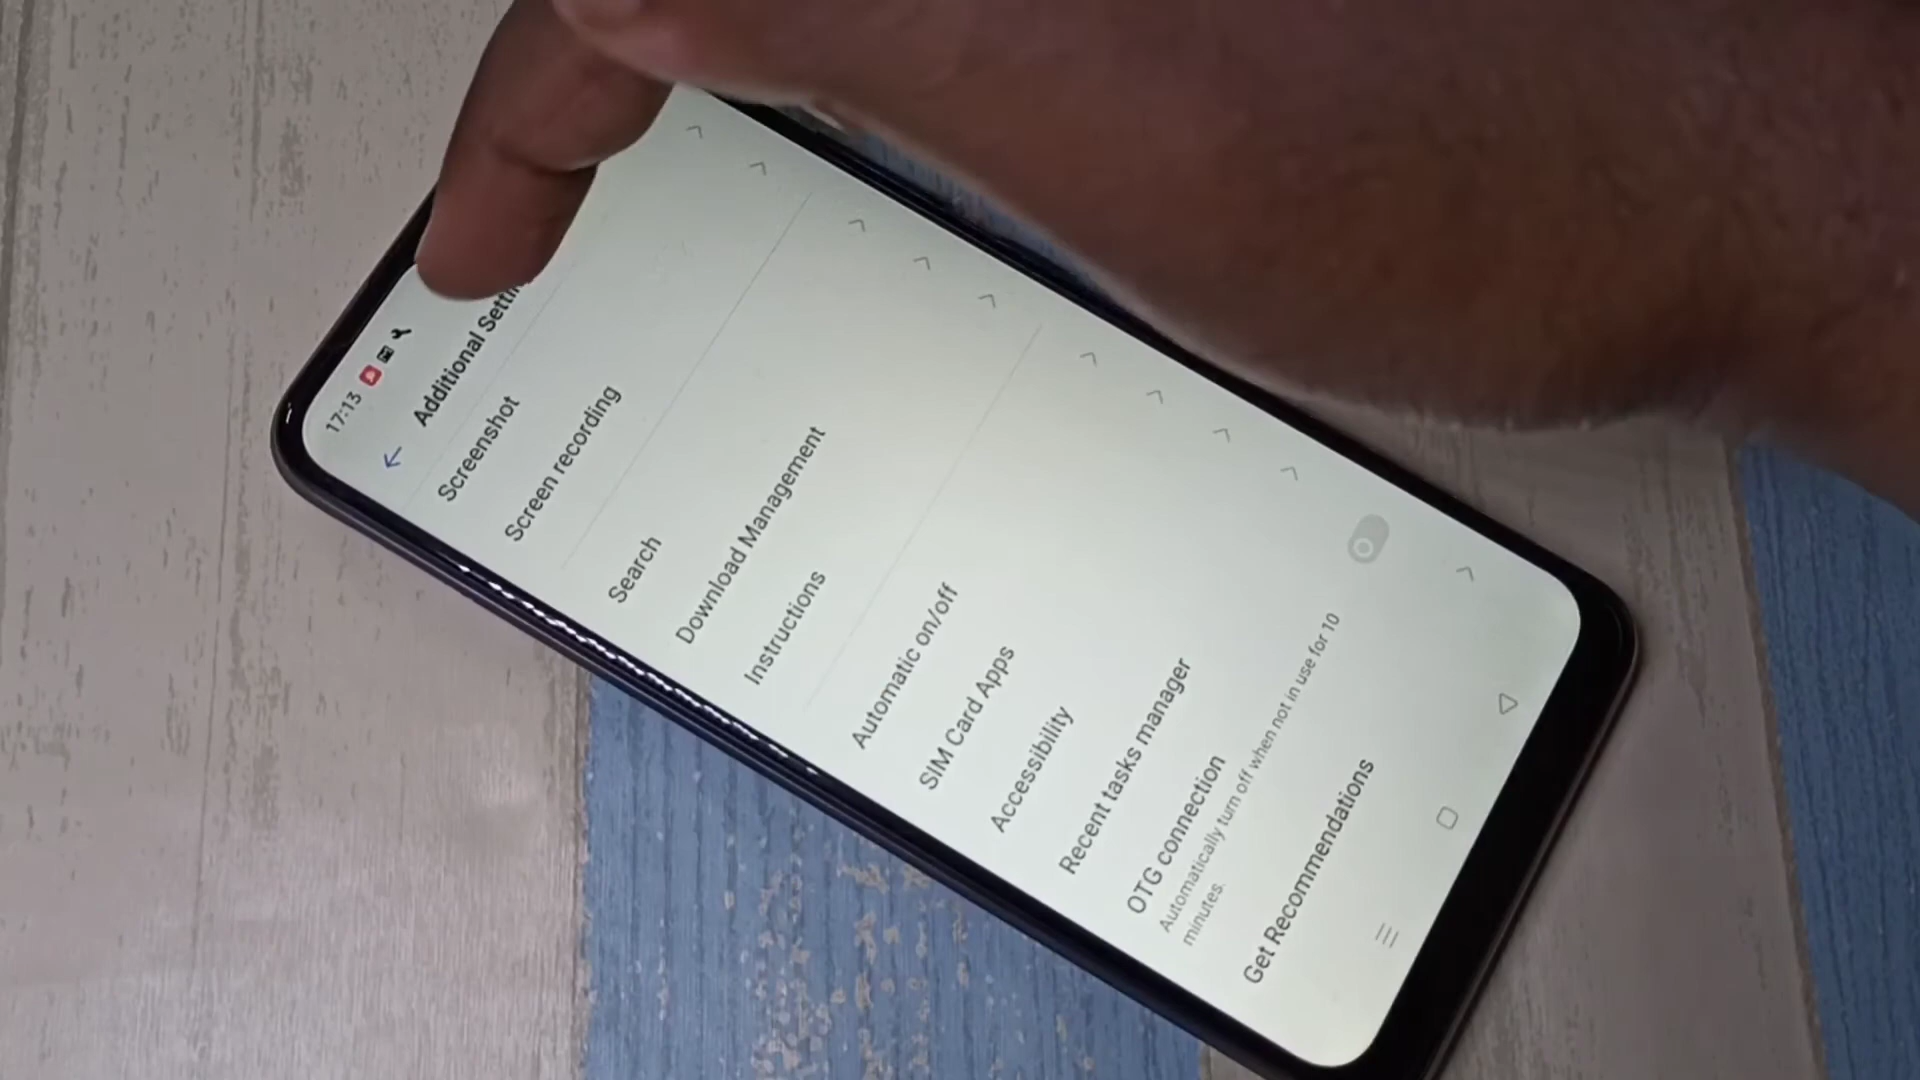 17:13
Additional
Screenshot
Screen recording
Search
Download Management
Instructions
Automatic on/off
SIM Card Apps
Accessibility
Recent tasks manager
OTG connection
Automatically turn off when not in use for 10
minutes.
Get Recommendations